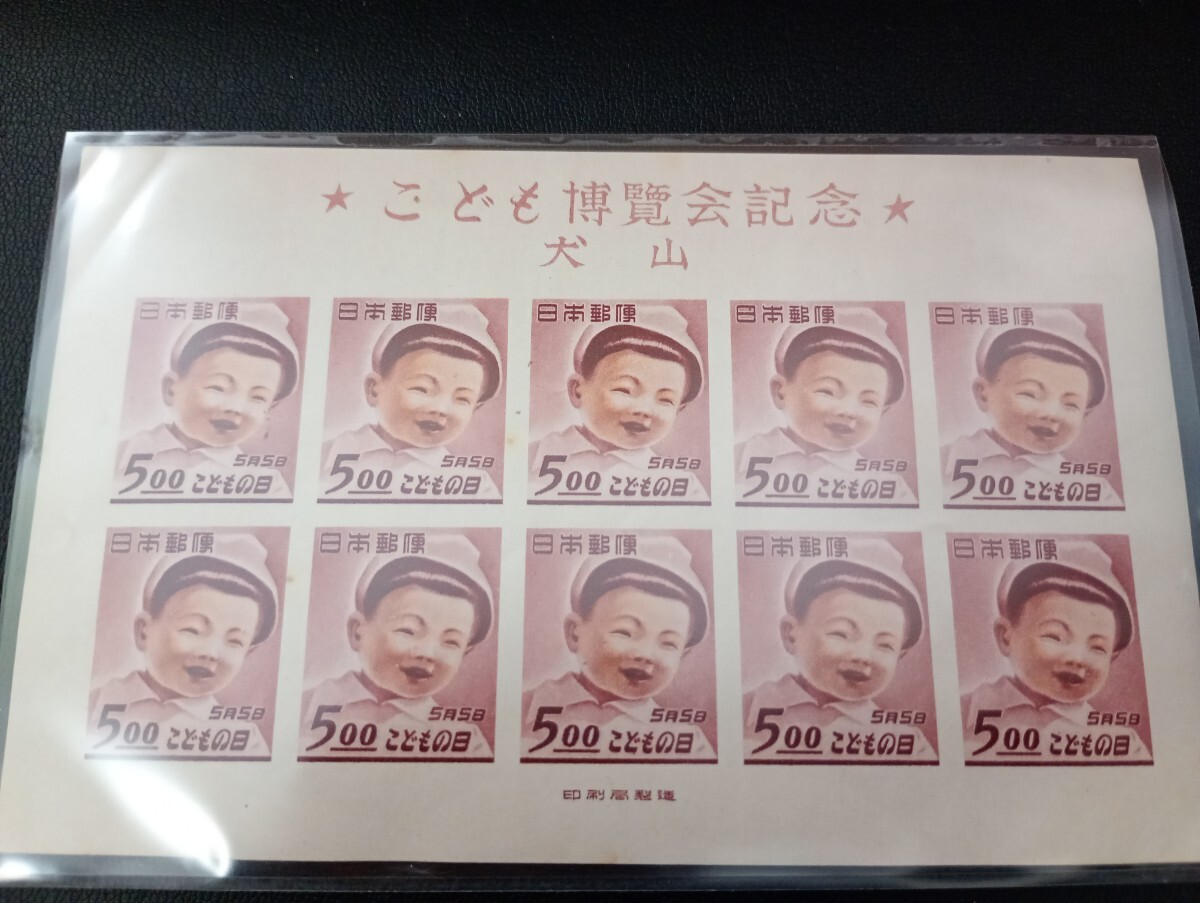 ★ こども博覽会記念 ★
犬山
日本郵便 日本郵便 日本郵便 日本郵便 日本郵便
5月5日 5月5日 5月5日 5月5日 5月5日
5.00 こどもの日 5.00 こどもの日 5.00 こどもの日 5.00 こどもの日 5.00 こどもの日
日本郵便 日本郵便 日本郵便 日本郵便 日本郵便
5月5日 5月5日 5月5日 5月5日 5月5日
5.00 こどもの日 5.00 こどもの日 5.00 こどもの日 5.00 こどもの日 5.00 こどもの日
印刷局製造